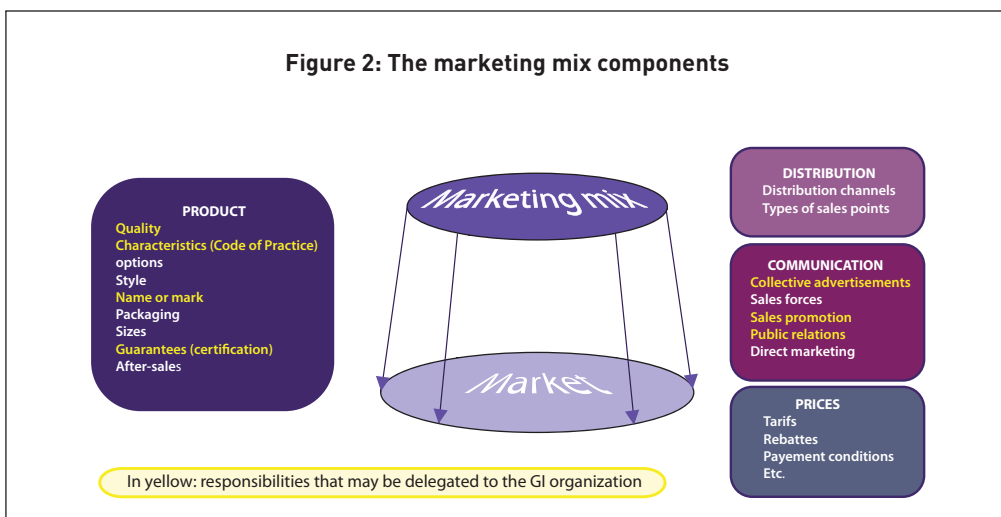 Figure 2: The marketing mix components
PRODUCT
Quality
Characteristics (Code of Practice)
options
Style
Name or mark
Packaging
Sizes
Guarantees (certification)
After-sales
Marketing mix
Market
DISTRIBUTION
Distribution channels
Types of sales points
COMMUNICATION
Collective advertisements
Sales forces
Sales promotion
Public relations
Direct marketing
PRICES
Tarifs
Rebattes
Payement conditions
Etc.
In yellow: responsibilities that may be delegated to the GI organization